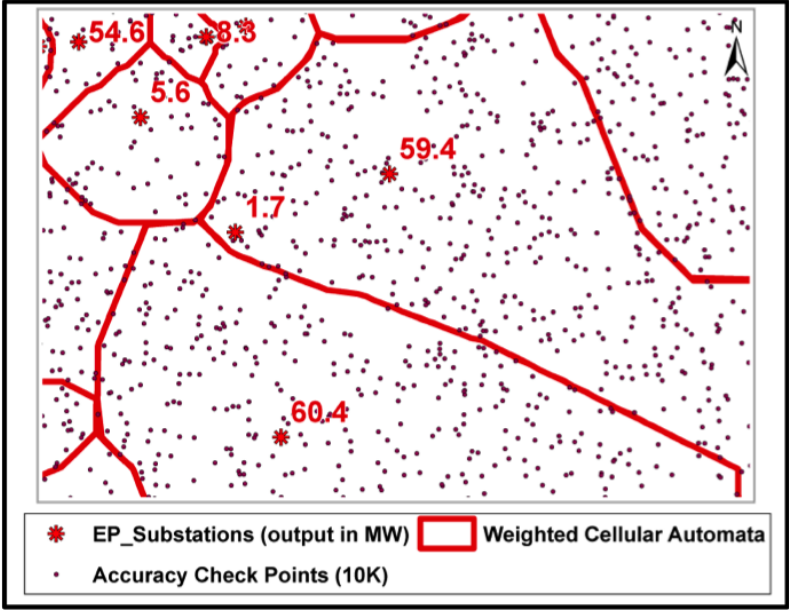 N
54.6
8.3
5.6
59.4
1.7
60.4
EP_Substations (output in MW)
Weighted Cellular Automata
Accuracy Check Points (10K)